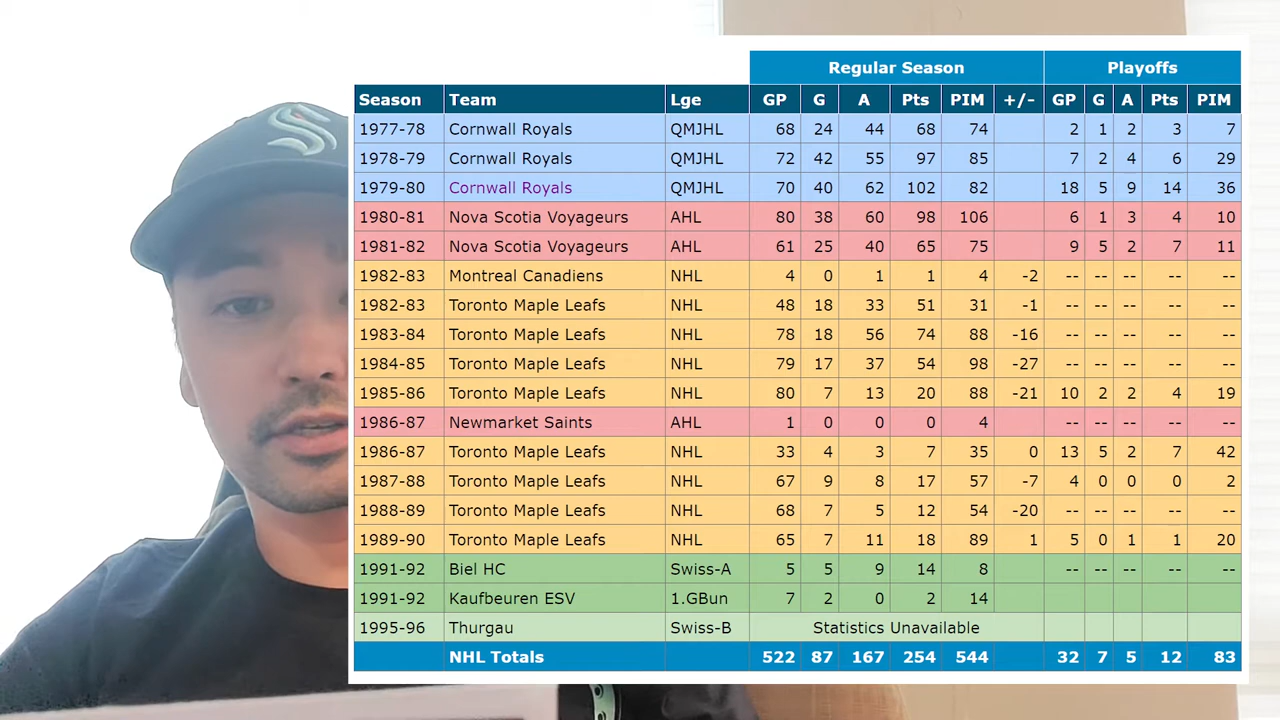 Regular Season Playoffs
Season Team Lge GP G A Pts PIM +/- GP G A Pts PIM
1977-78 Cornwall Royals QMJHL 68 24 44 68 74 2 1 2 3 7
1978-79 Cornwall Royals QMJHL 72 42 55 97 85 7 2 4 6 29
1979-80 Cornwall Royals QMJHL 70 40 62 102 82 18 5 9 14 36
1980-81 Nova Scotia Voyageurs AHL 80 38 60 98 106 6 1 3 4 10
1981-82 Nova Scotia Voyageurs AHL 61 25 40 65 75 9 5 2 7 11
1982-83 Montreal Canadiens NHL 4 0 1 1 4 -2 -- -- -- -- --
1982-83 Toronto Maple Leafs NHL 48 18 33 51 31 -1 -- -- -- -- --
1983-84 Toronto Maple Leafs NHL 78 18 56 74 88 -16 -- -- -- -- --
1984-85 Toronto Maple Leafs NHL 79 17 37 54 98 -27 -- -- -- -- --
1985-86 Toronto Maple Leafs NHL 80 7 13 20 88 -21 10 2 2 4 19
1986-87 Newmarket Saints AHL 1 0 0 0 4 -- -- -- -- --
1986-87 Toronto Maple Leafs NHL 33 4 3 7 35 0 13 5 2 7 42
1987-88 Toronto Maple Leafs NHL 67 9 8 17 57 -7 4 0 0 0 2
1988-89 Toronto Maple Leafs NHL 68 7 5 12 54 -20 -- -- -- -- --
1989-90 Toronto Maple Leafs NHL 65 7 11 18 89 1 5 0 1 1 20
1991-92 Biel HC Swiss-A 5 5 9 14 8 -- -- -- -- --
1991-92 Kaufbeuren ESV 1.GBun 7 2 0 2 14
1995-96 Thurgau Swiss-B Statistics Unavailable
NHL Totals 522 87 167 254 544 32 7 5 12 83